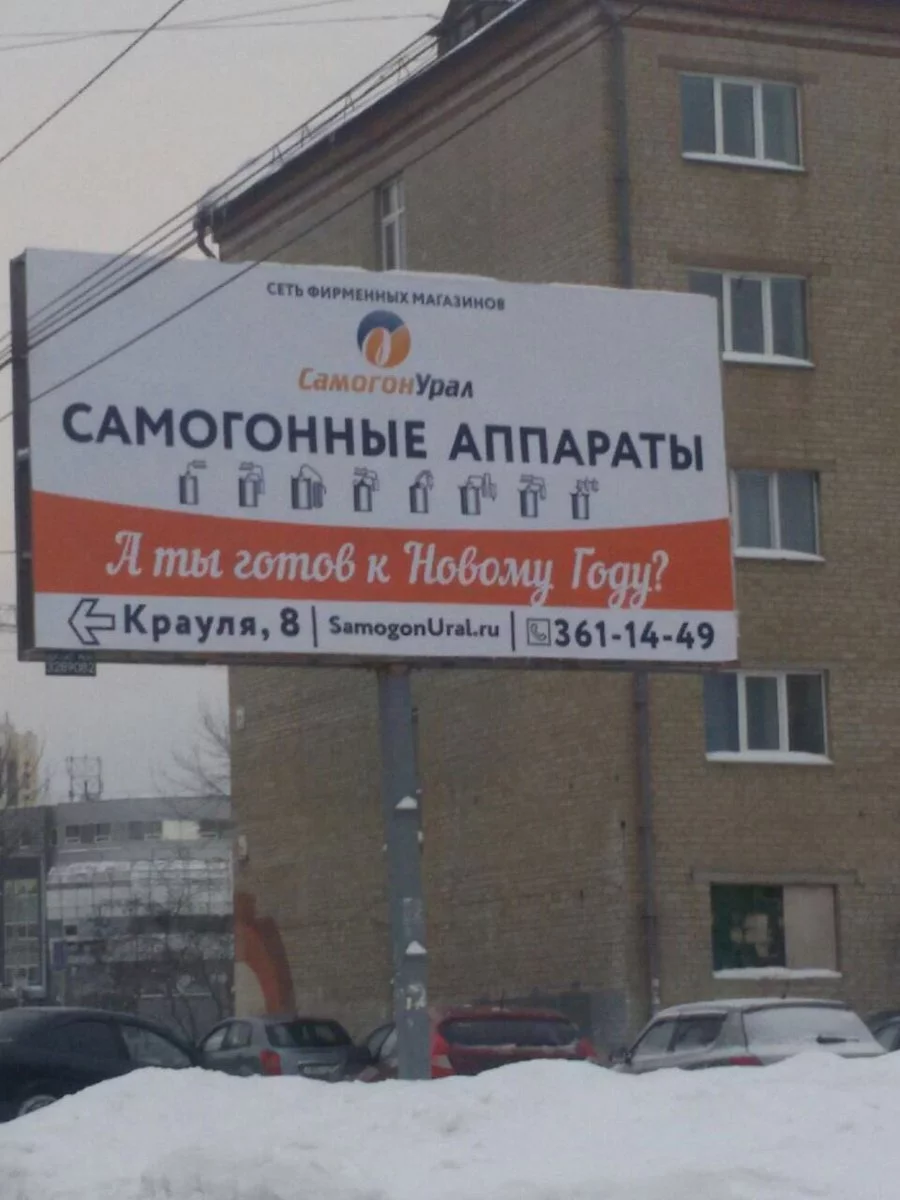 СЕТЬ ФИРМЕННЫХ МАГАЗИНОВ
СамогонУрал
САМОГОННЫЕ АППАРАТЫ
А ты готов к Новому Году?
Крауля, 8 | SamogonUral.ru | 361-14-49